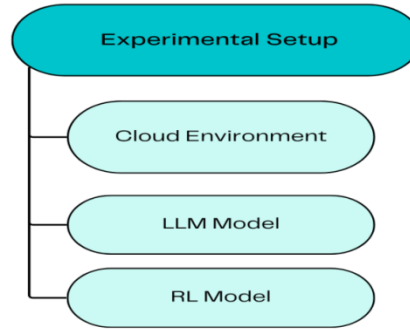 Experimental Setup
Cloud Environment
LLM Model
RL Model